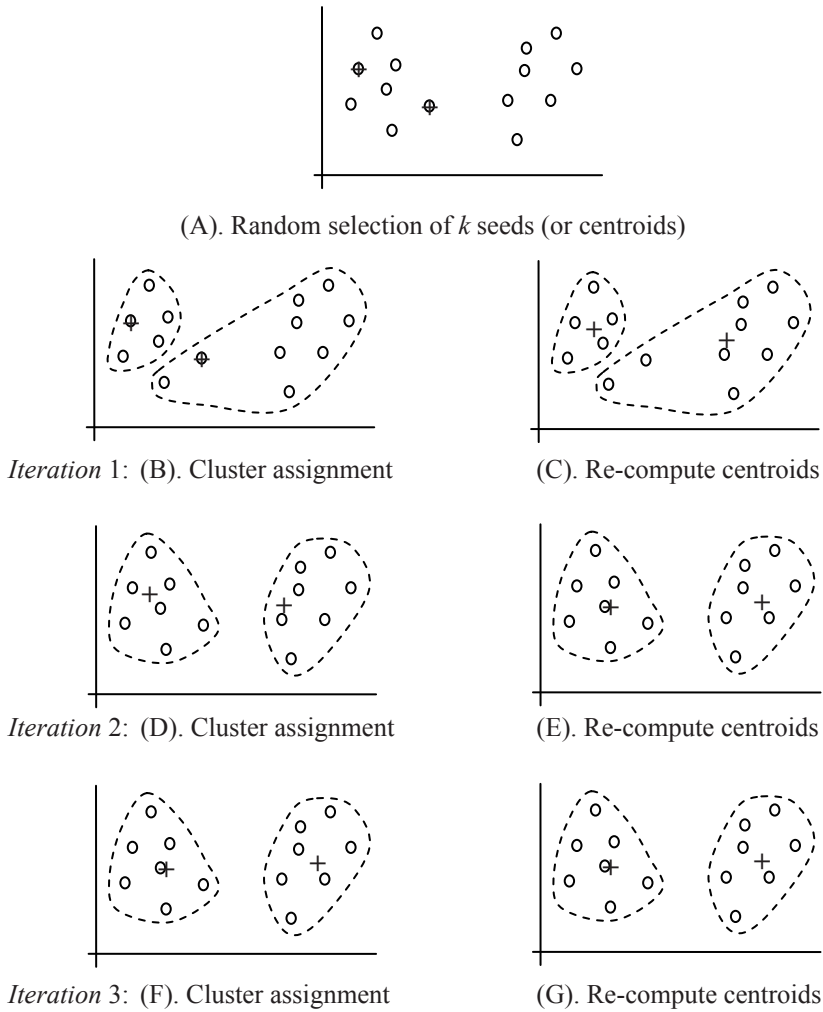 (A). Random selection of k seeds (or centroids)
Iteration 1: (B). Cluster assignment
(C). Re-compute centroids
Iteration 2: (D). Cluster assignment
(E). Re-compute centroids
Iteration 3: (F). Cluster assignment
(G). Re-compute centroids